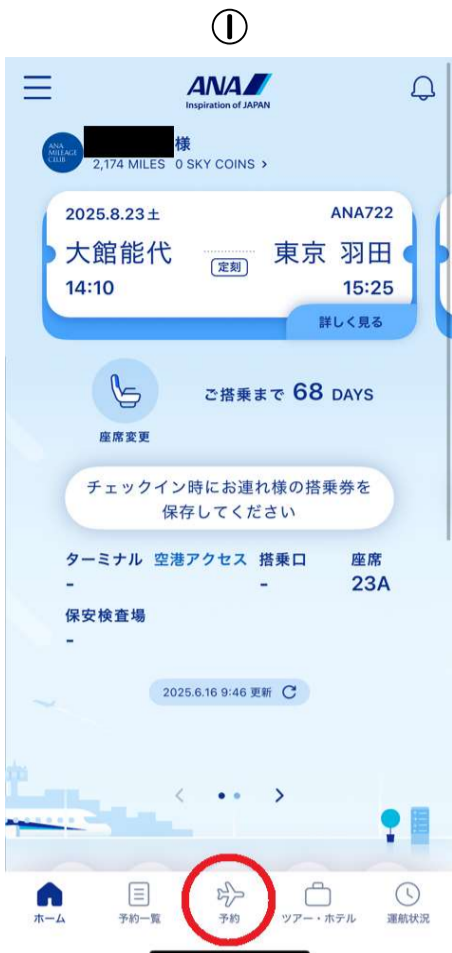 ①
ANA
Inspiration of JAPAN
ANA
MILEAGE
CLUB
様
2,174 MILES 0 SKY COINS >
2025.8.23土 ANA722
大館能代 定刻 東京 羽田
14:10 15:25
詳しく見る
ご搭乗まで 68 DAYS
座席変更
チェックイン時にお連れ様の搭乗券を
保存してください
ターミナル 空港アクセス 搭乗口 座席
- - 23A
保安検査場
-
2025.6.16 9:46 更新
ホーム 予約一覧 予約 ツアー・ホテル 運航状況